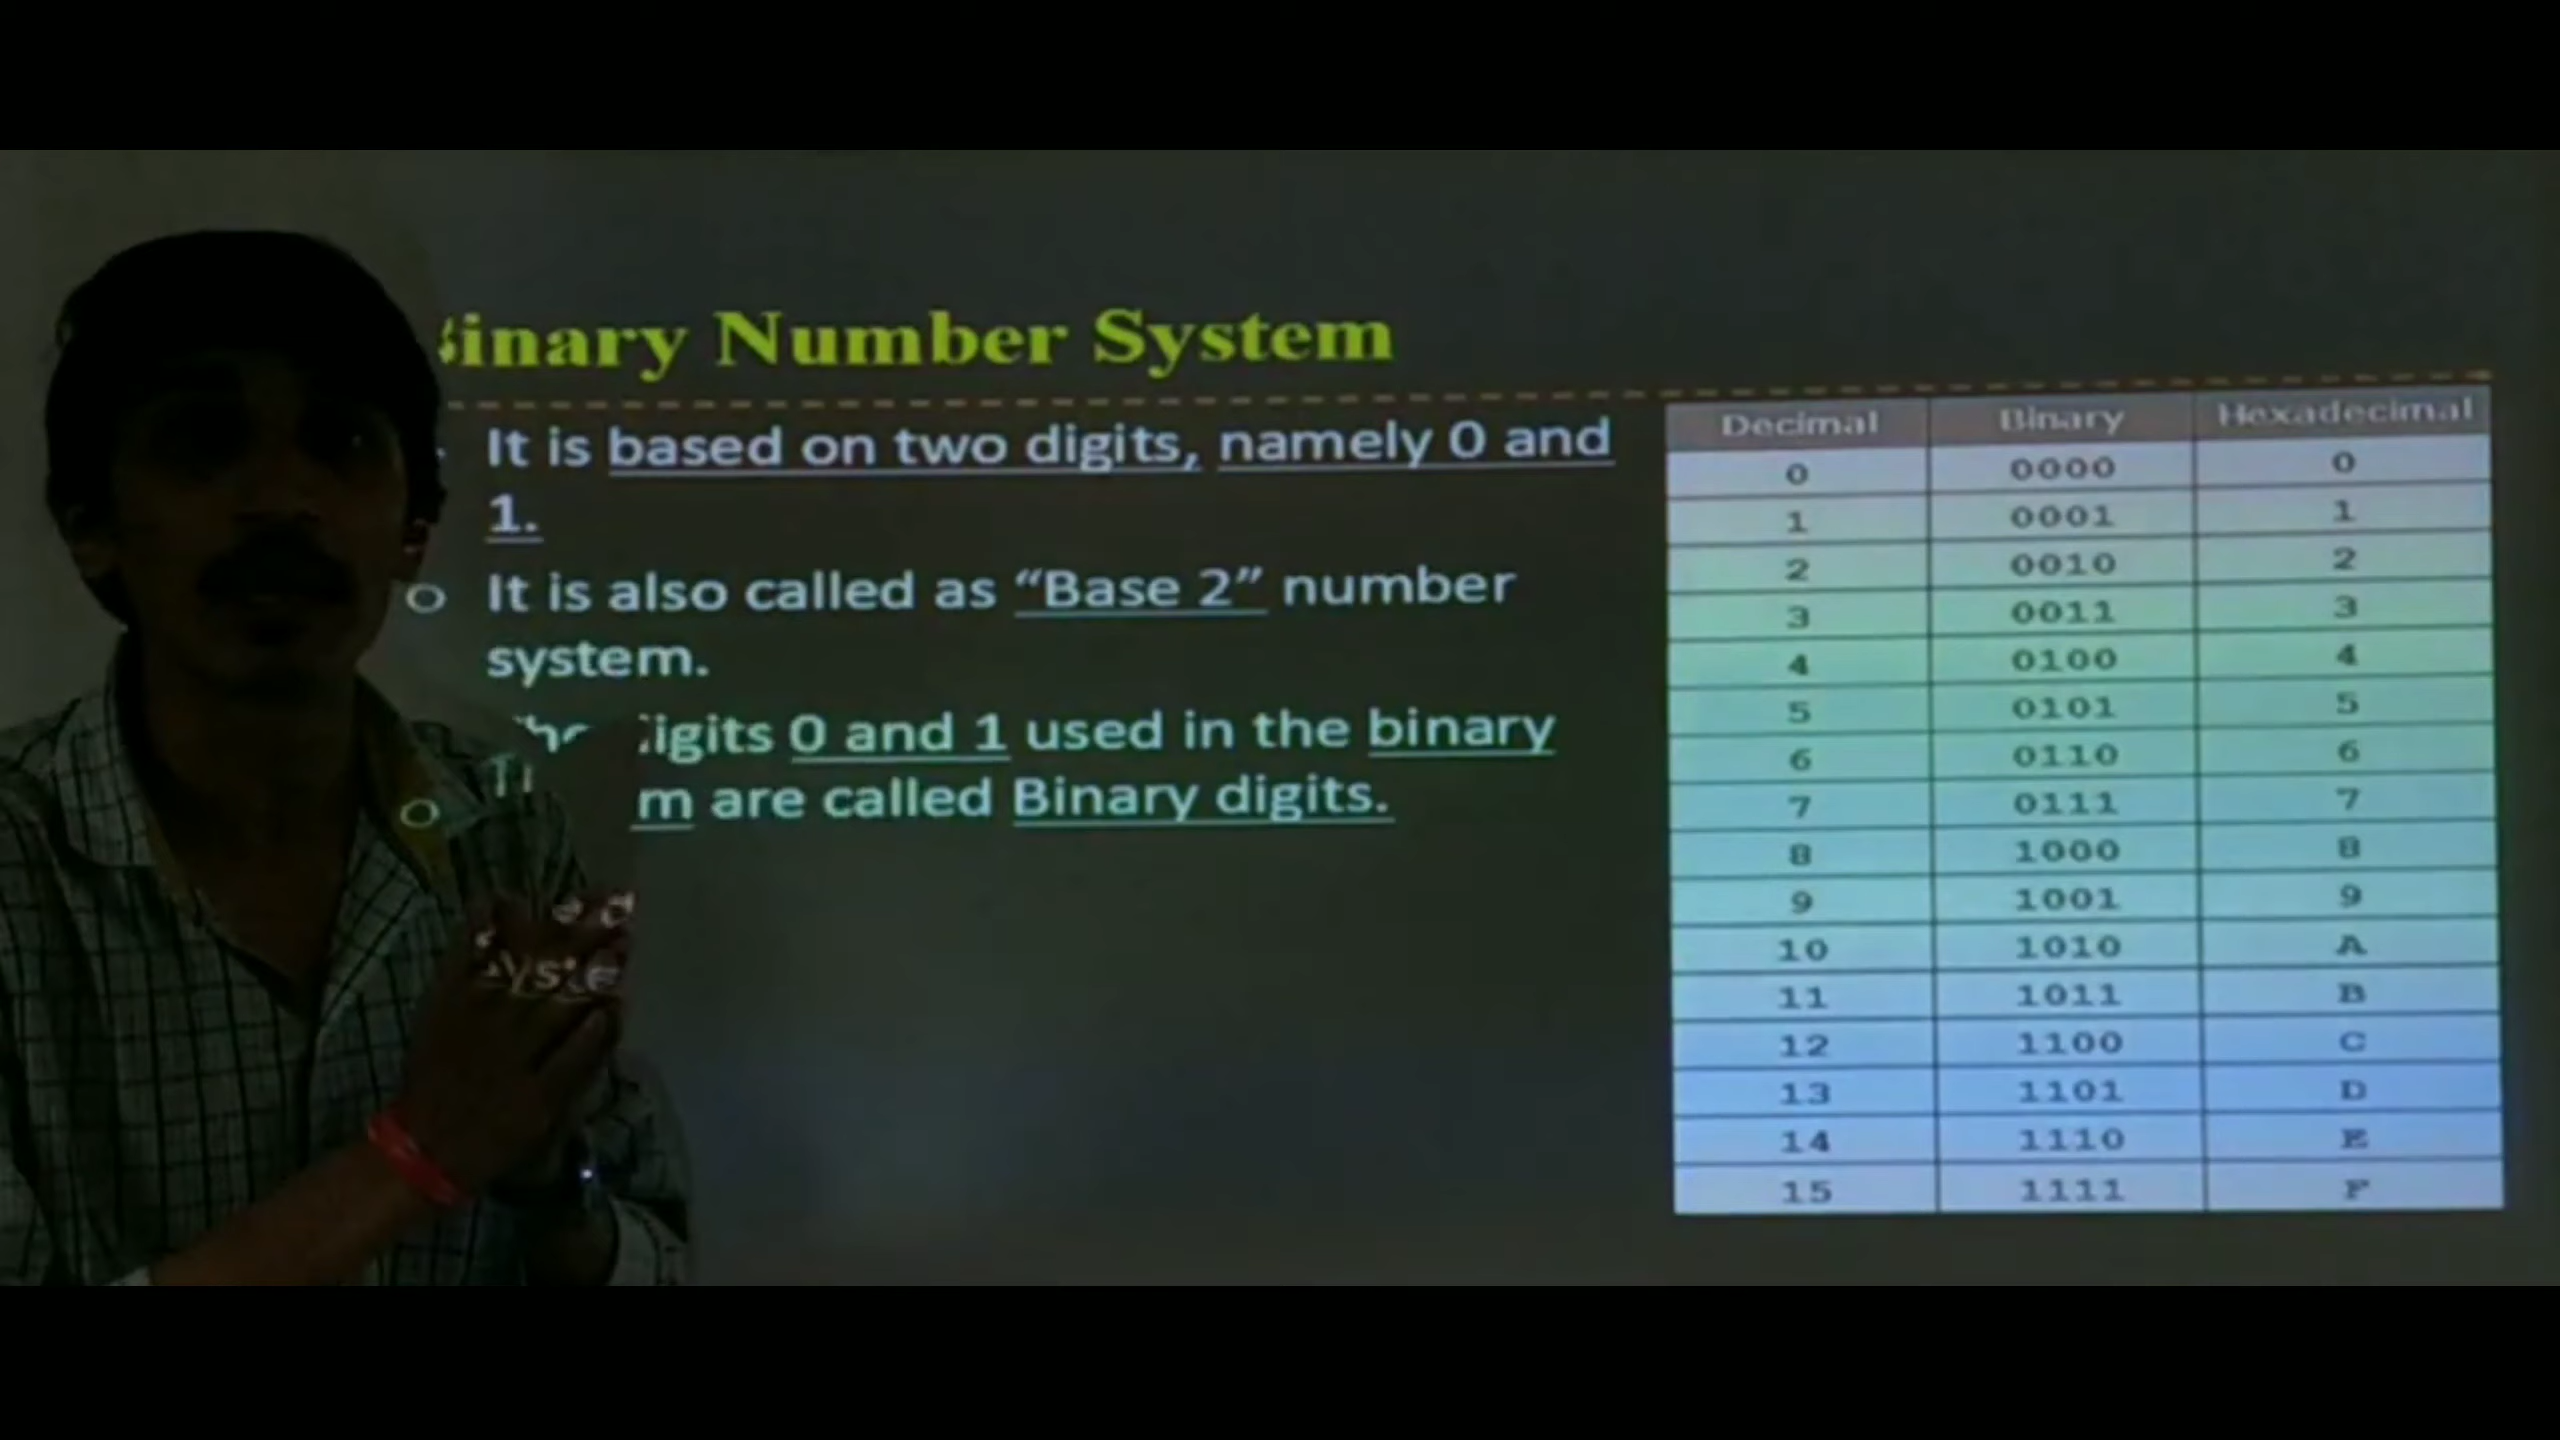 Binary Number System
It is based on two digits, namely 0 and
1.
It is also called as “Base 2” number
system.
The digits 0 and 1 used in the binary
system are called Binary digits.
Decimal Binary Hexadecimal
0 0000 0
1 0001 1
2 0010 2
3 0011 3
4 0100 4
5 0101 5
6 0110 6
7 0111 7
8 1000 8
9 1001 9
10 1010 A
11 1011 B
12 1100 C
13 1101 D
14 1110 E
15 1111 F